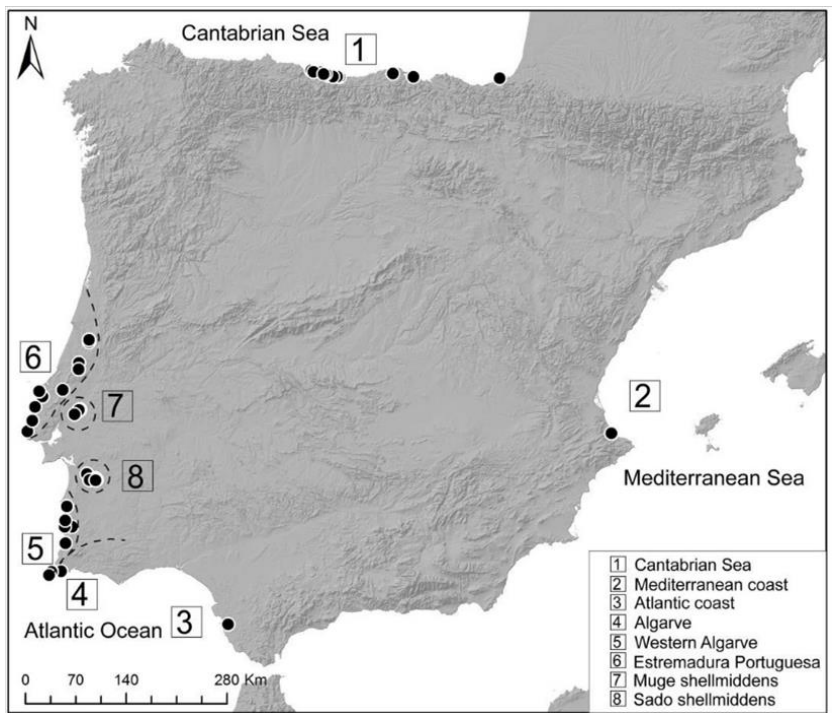 N
Cantabrian Sea
1
6
7
2
Mediterranean Sea
8
5
4
3
Atlantic Ocean
1 Cantabrian Sea
2 Mediterranean coast
3 Atlantic coast
4 Algarve
5 Western Algarve
6 Estremadura Portuguesa
7 Muge shellmiddens
8 Sado shellmiddens
0 70 140 280 Km